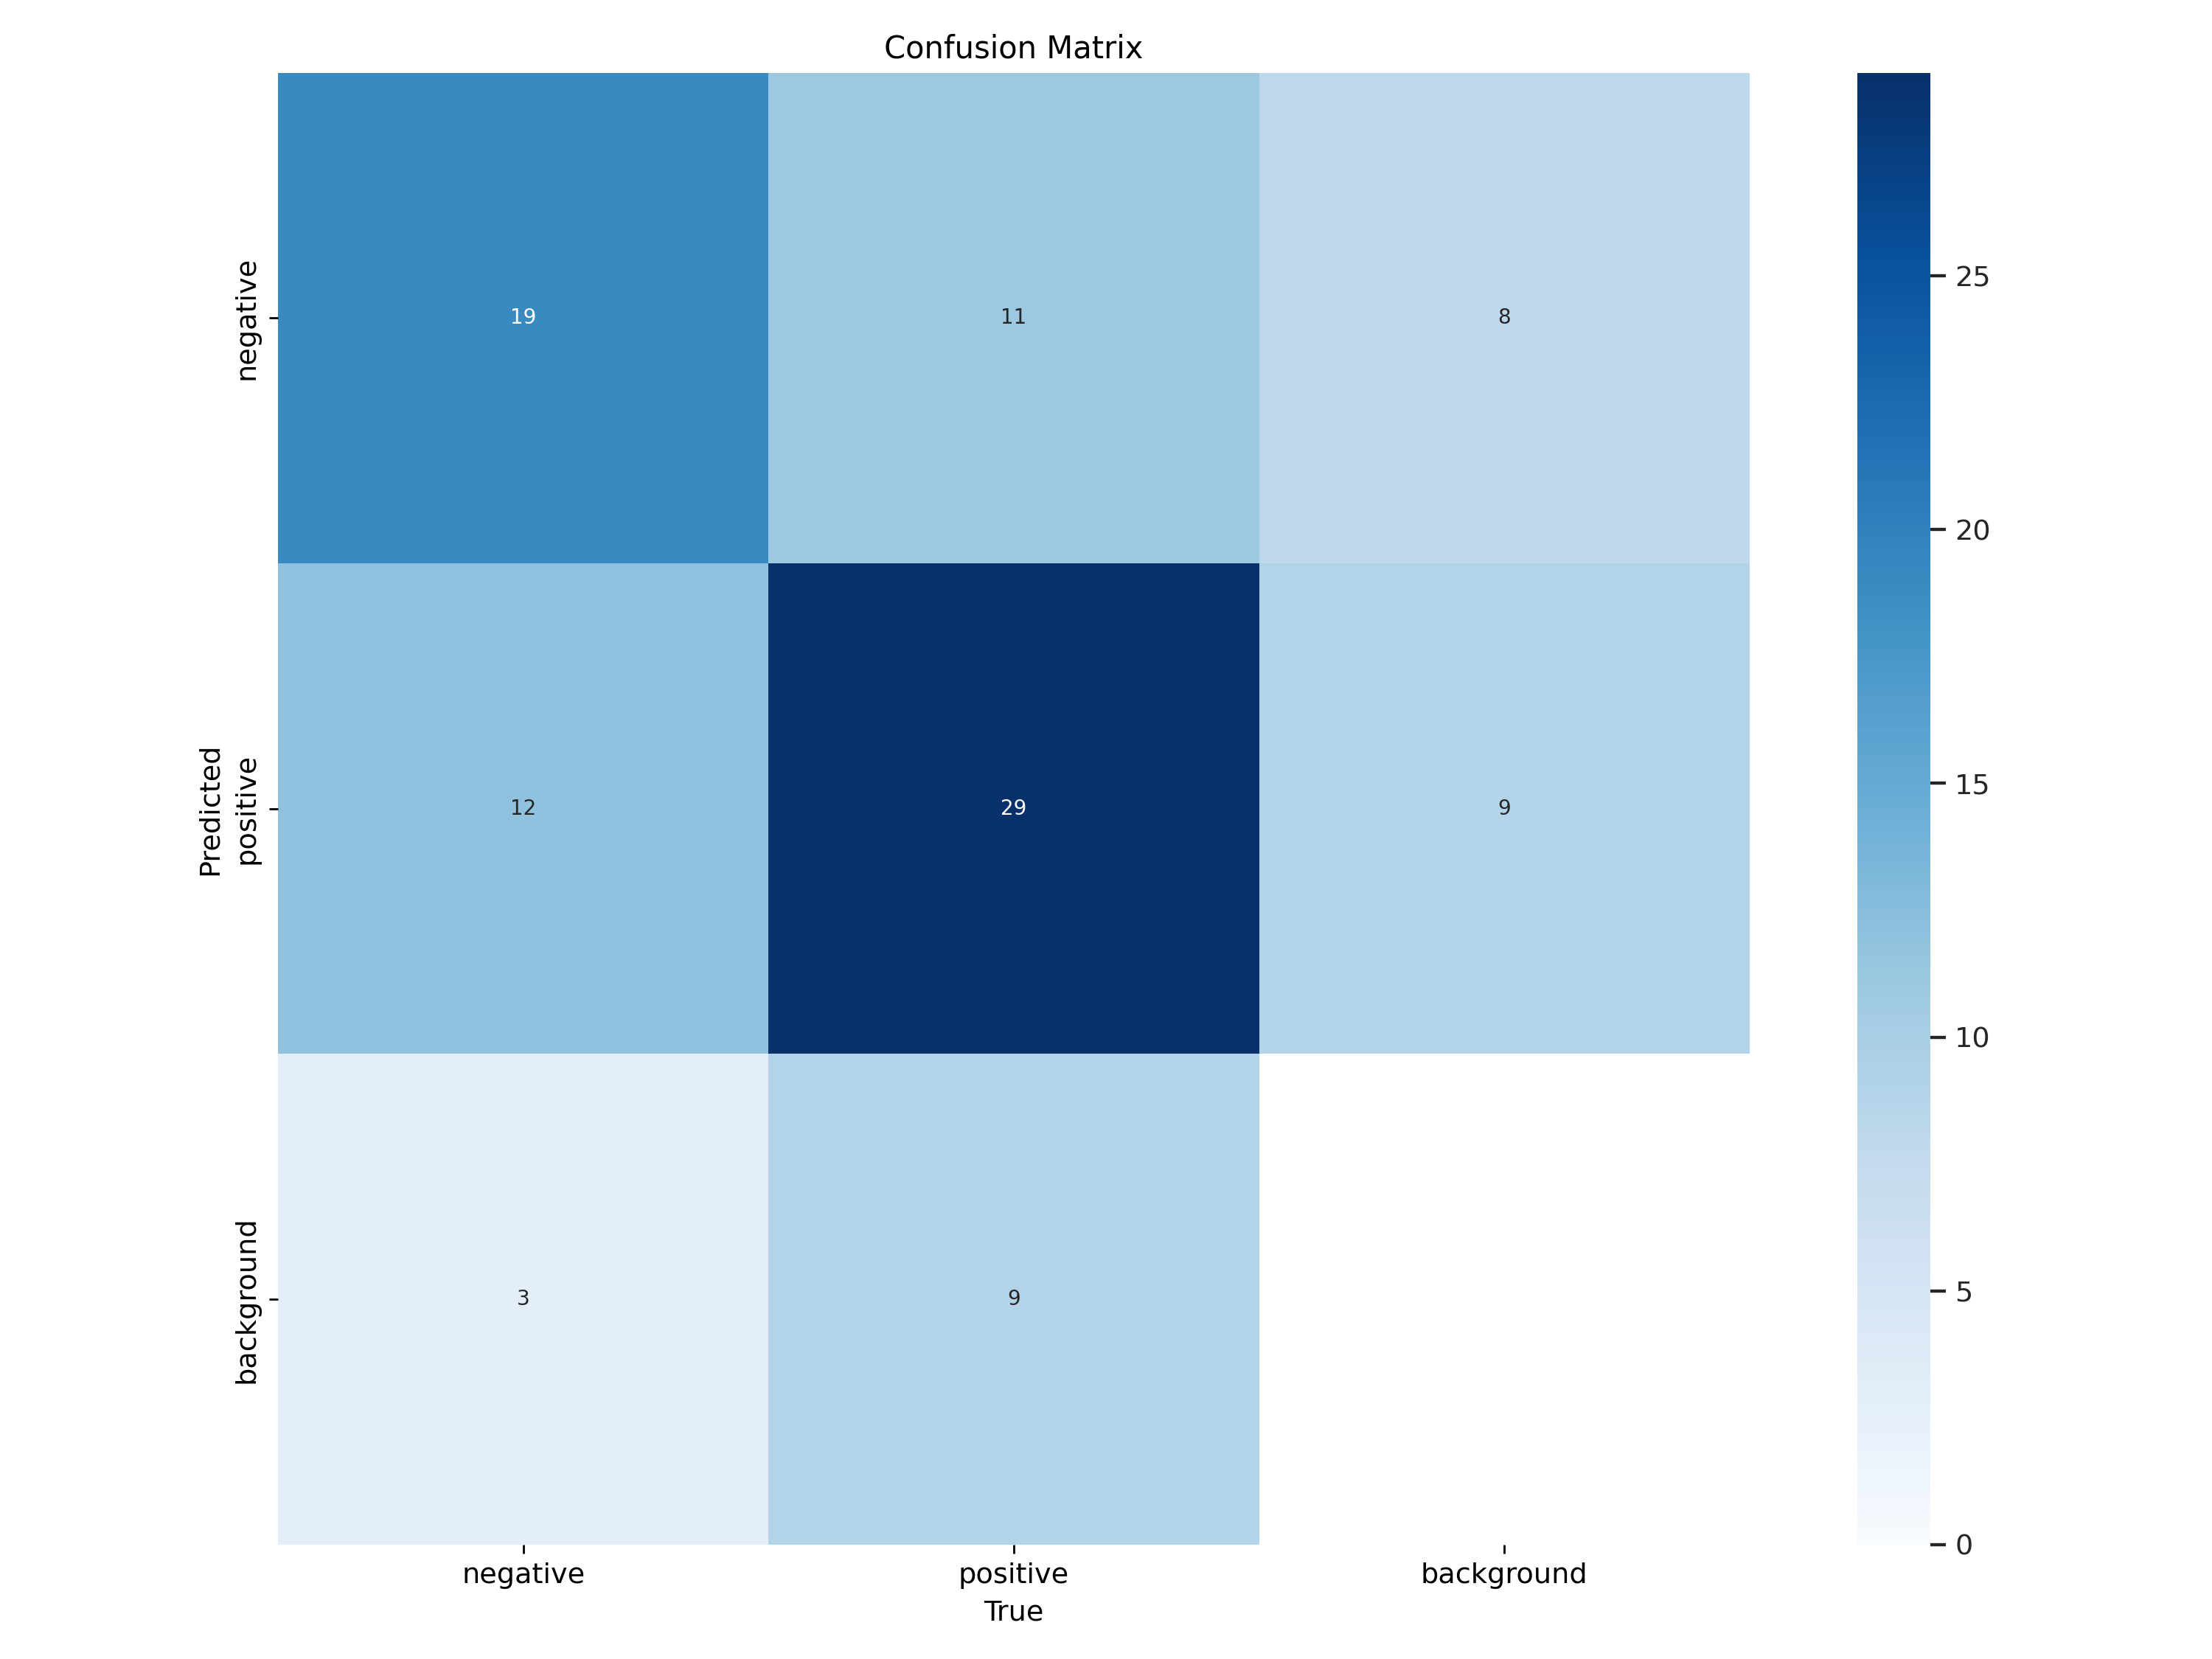 Confusion Matrix
negative
19 11 8
25
20
Predicted
positive
12 29 9
15
10
background
3 9
5
0
negative positive background
True